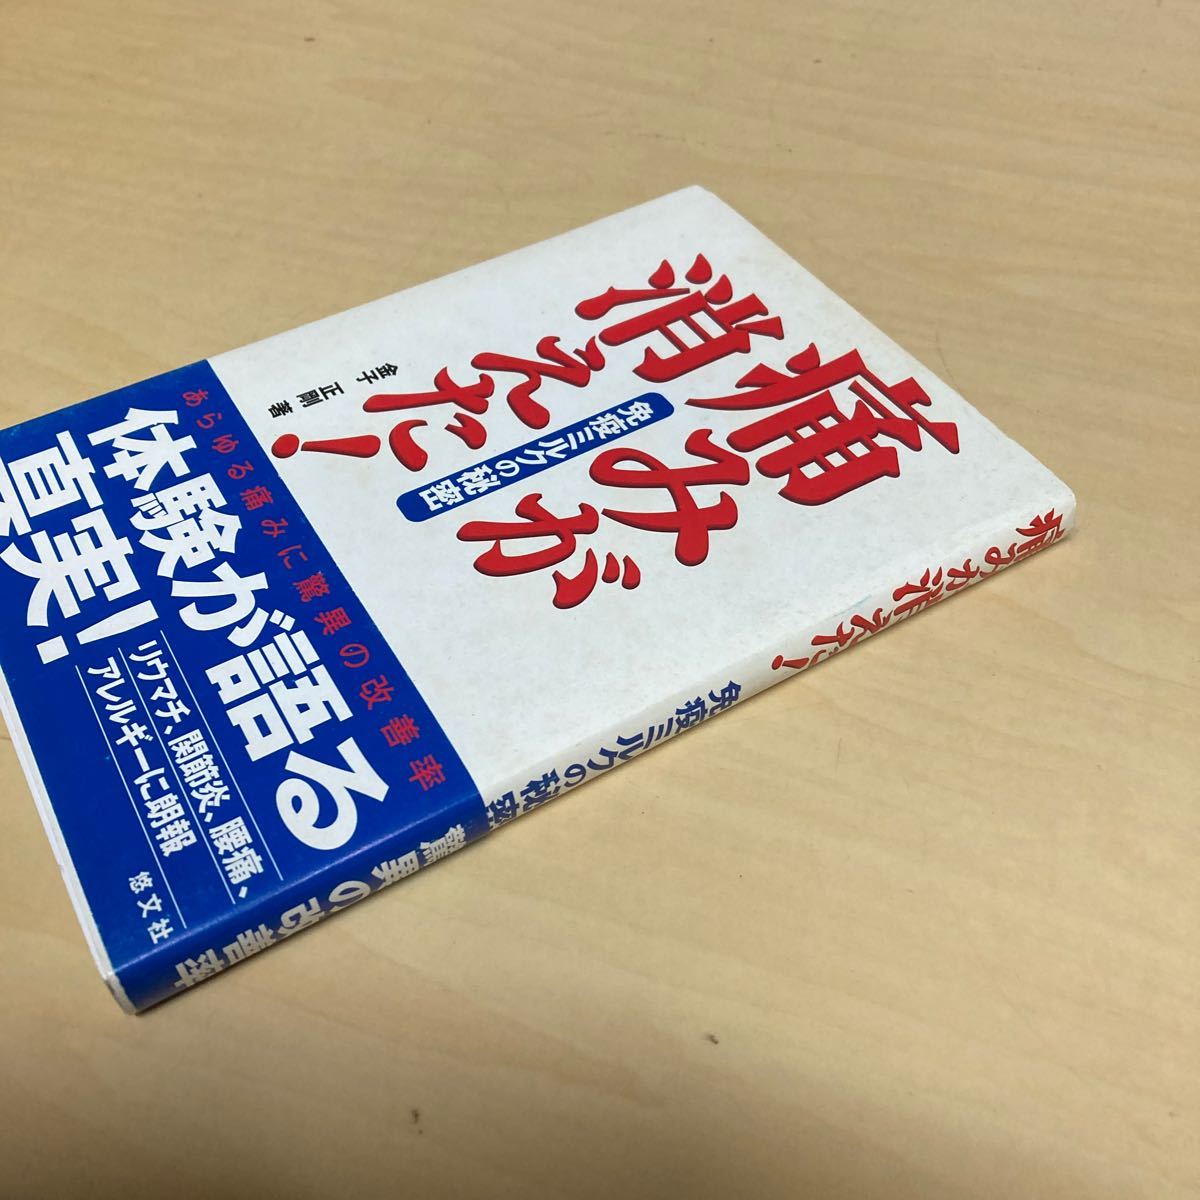 痛みが
消えた!
免疫ミルクの秘密
金子 正剛 著
あらゆる痛みに驚異の改善率
体験が語る
真実!
リウマチ、関節炎、腰痛、
アレルギーに朗報
悠文社
痛みが消えた!
免疫ミルクの秘密
驚異の改善率